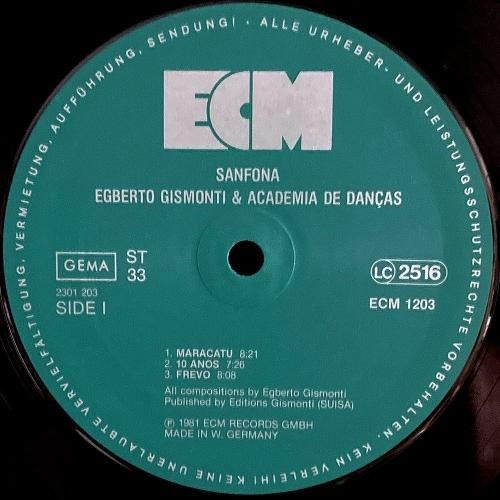 ALLE URHEBER- UND LEISTUNGSSCHUTZRECHTE VORBEHALTEN. KEIN VERLEIH! KEINE UNERLAUBTE VERVIELFÄLTIGUNG, VERMIETUNG, AUFFÜHRUNG, SENDUNG! ·
ECM
SANFONA
EGBERTO GISMONTI & ACADEMIA DE DANÇAS
GEMA
ST
33
LC 2516
2301 203
SIDE I
ECM 1203
1. MARACATU 8:21
2. 10 ANOS 7:26
3. FREVO 8:08
All compositions by Egberto Gismonti
Published by Editions Gismonti (SUISA)
℗ 1981 ECM RECORDS GMBH
MADE IN W. GERMANY